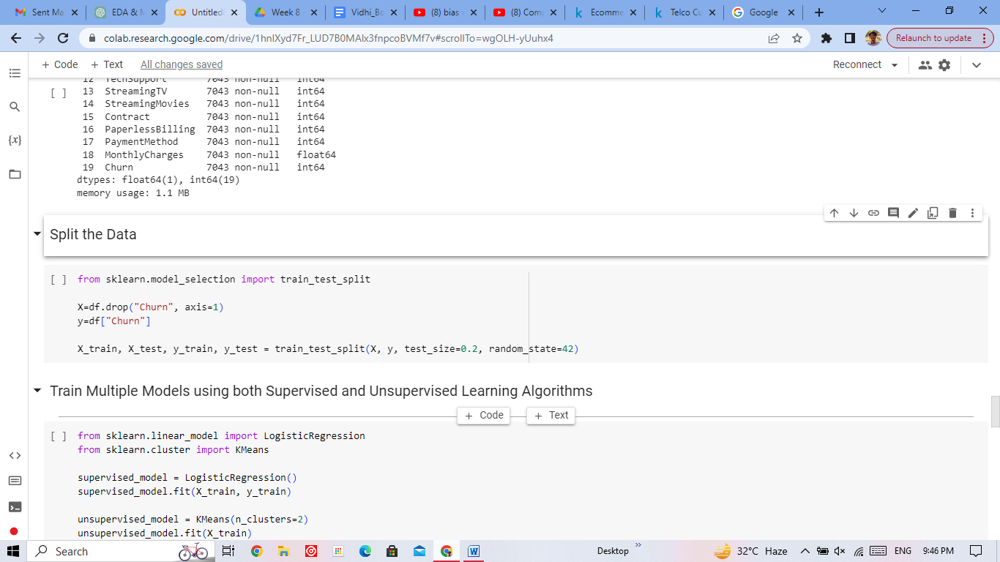 Sent Ma
EDA & M
Untitled
Week 8
Vidhi_Bo
(8) bias v
(8) Com
Ecomme
Telco Cu
Google
colab.research.google.com/drive/1hnlXyd7Fr_LUD7B0MAlx3fnpcoBVMf7v#scrollTo=wgOLH-yUuhx4
Relaunch to update
+ Code + Text All changes saved
Reconnect
12 TechSupport 7043 non-null int64
[ ] 13 StreamingTV 7043 non-null int64
14 StreamingMovies 7043 non-null int64
15 Contract 7043 non-null int64
16 PaperlessBilling 7043 non-null int64
17 PaymentMethod 7043 non-null int64
18 MonthlyCharges 7043 non-null float64
19 Churn 7043 non-null int64
dtypes: float64(1), int64(19)
memory usage: 1.1 MB
Split the Data
[ ] from sklearn.model_selection import train_test_split
X=df.drop("Churn", axis=1)
y=df["Churn"]
X_train, X_test, y_train, y_test = train_test_split(X, y, test_size=0.2, random_state=42)
Train Multiple Models using both Supervised and Unsupervised Learning Algorithms
+ Code + Text
[ ] from sklearn.linear_model import LogisticRegression
from sklearn.cluster import KMeans
supervised_model = LogisticRegression()
supervised_model.fit(X_train, y_train)
unsupervised_model = KMeans(n_clusters=2)
unsupervised_model.fit(X_train)
Search
Desktop
32°C Haze
ENG
9:46 PM